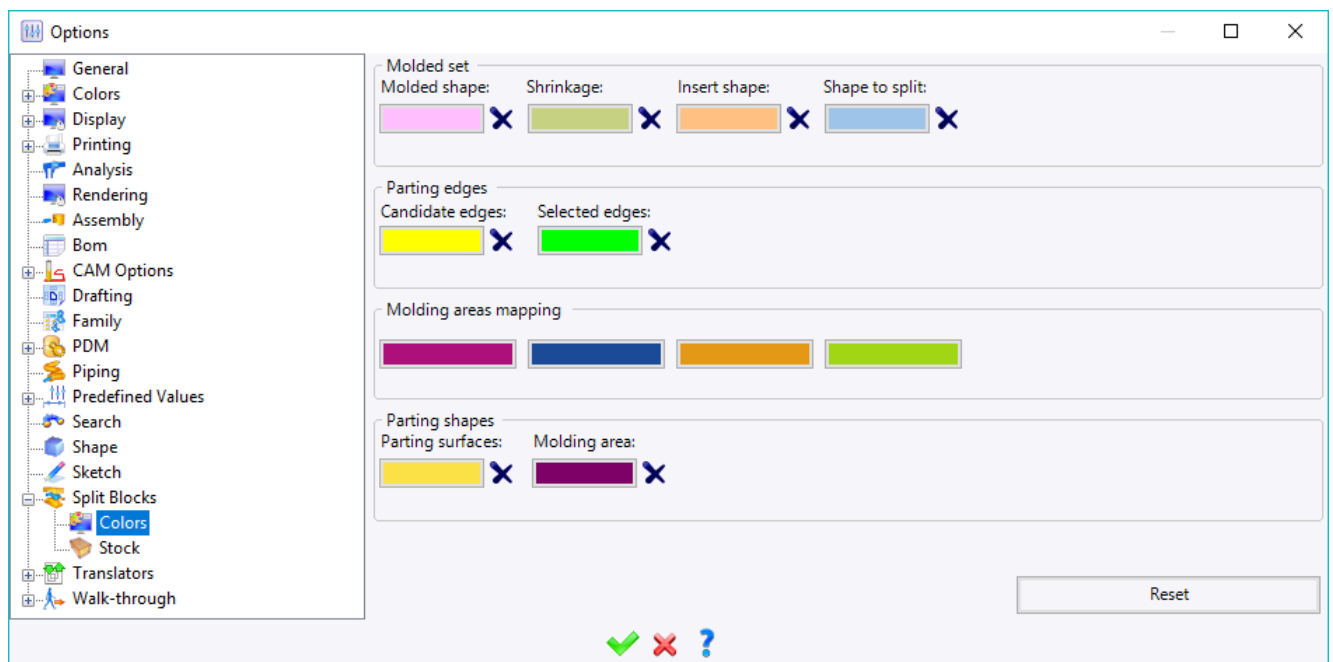 Options
General
Colors
Display
Printing
Analysis
Rendering
Assembly
Bom
CAM Options
Drafting
Family
PDM
Piping
Predefined Values
Search
Shape
Sketch
Split Blocks
Colors
Stock
Translators
Walk-through
Molded set
Molded shape: Shrinkage: Insert shape: Shape to split:
Parting edges
Candidate edges: Selected edges:
Molding areas mapping
Parting shapes
Parting surfaces: Molding area:
Reset